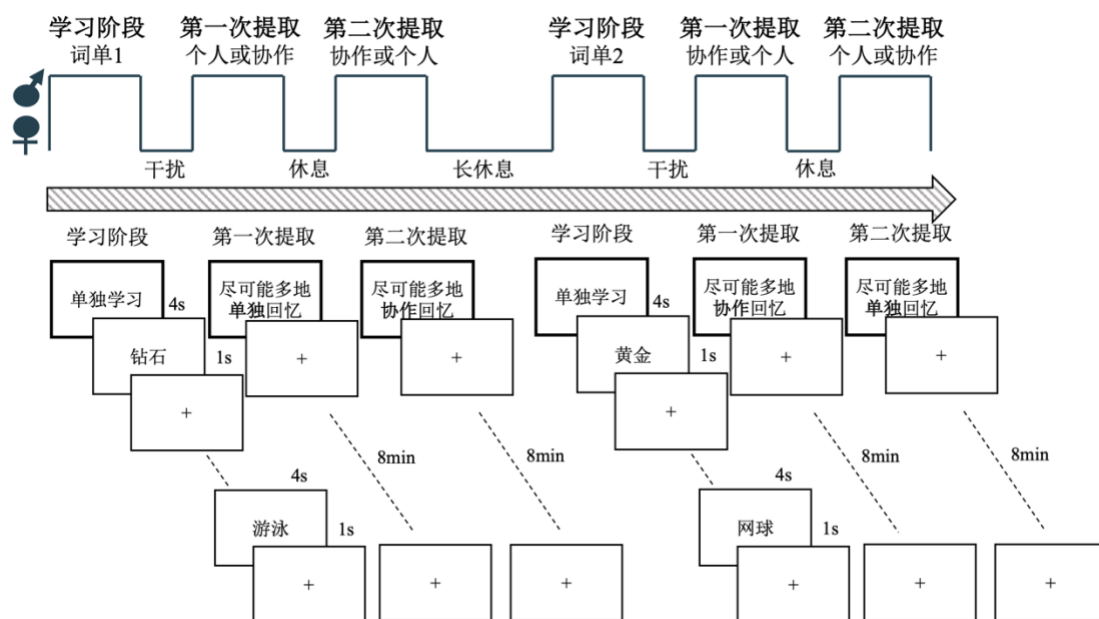 学习阶段 第一次提取 第二次提取 学习阶段 第一次提取 第二次提取
词单1 个人或协作 协作或个人 词单2 协作或个人 个人或协作
干扰 休息 长休息 干扰 休息
学习阶段 第一次提取 第二次提取 学习阶段 第一次提取 第二次提取
单独学习 4s 尽可能多地 尽可能多地 单独学习 4s 尽可能多地 尽可能多地
单独回忆 协作回忆 协作回忆 单独回忆
钻石 1s + + 黄金 1s + +
+ +
8min 8min 8min 8min
4s 4s
游泳 1s 网球 1s
+ + + + + +